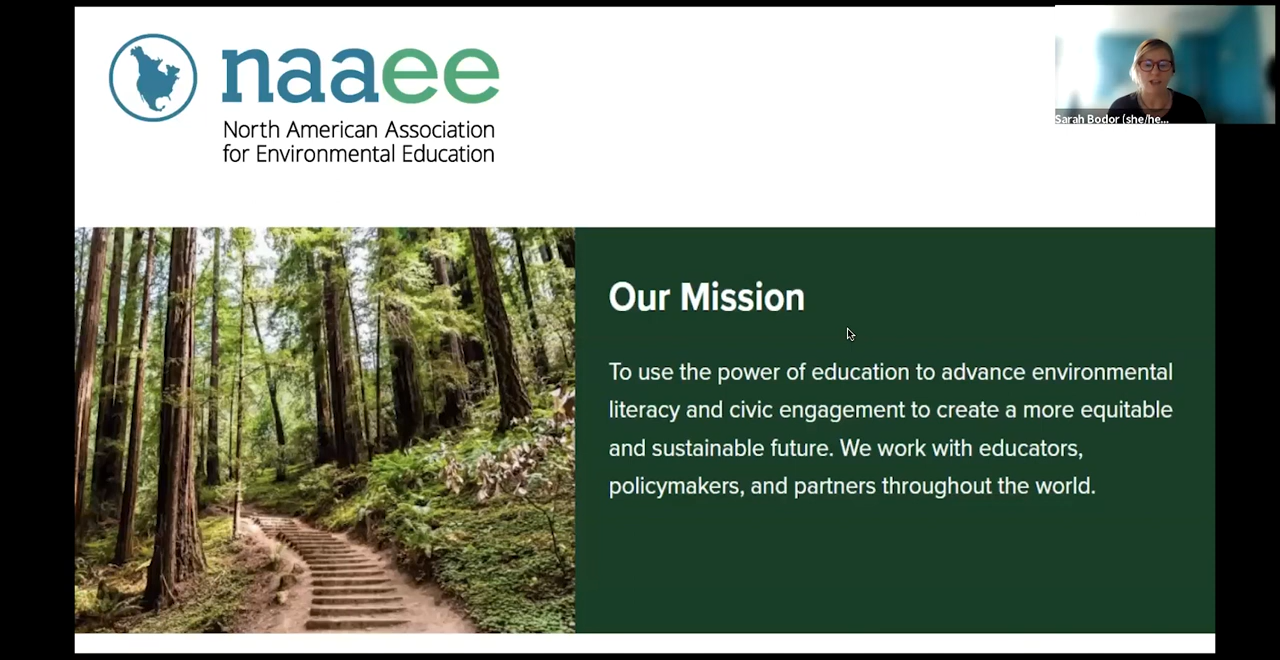 naaee
North American Association
for Environmental Education
Sarah Bodor (she/he...
Our Mission
To use the power of education to advance environmental
literacy and civic engagement to create a more equitable
and sustainable future. We work with educators,
policymakers, and partners throughout the world.